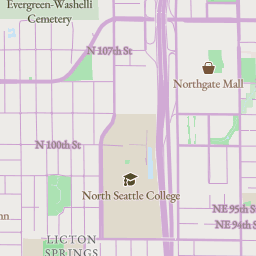 Evergreen-Washelli
Cemetery
N 107th St
Northgate Mall
N 100th St
North Seattle College
NE 95th St
nn
NE 94th St
LICTON
SPRINGS